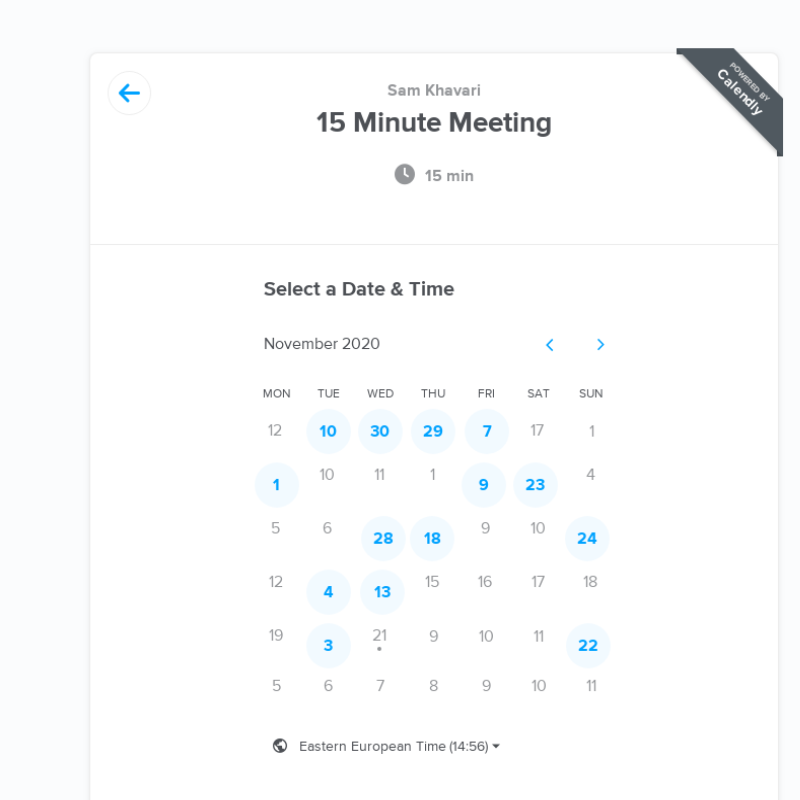 POWERED BY
Calendly
Sam Khavari
15 Minute Meeting
15 min
Select a Date & Time
November 2020
MON TUE WED THU FRI SAT SUN
12 10 30 29 7 17 1
1 10 11 1 9 23 4
5 6 28 18 9 10 24
12 4 13 15 16 17 18
19 3 21 9 10 11 22
5 6 7 8 9 10 11
Eastern European Time (14:56)